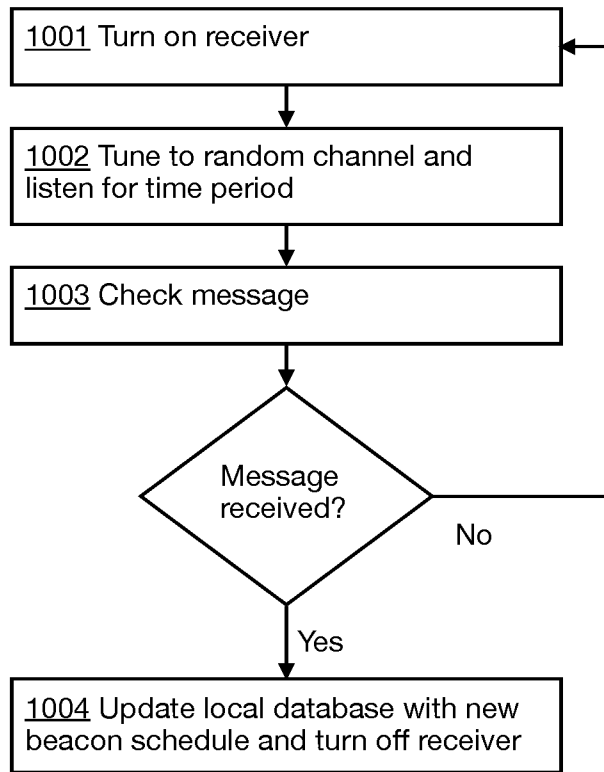 1001 Turn on receiver
1002 Tune to random channel and
listen for time period
1003 Check message
Message
received?
No
Yes
1004 Update local database with new
beacon schedule and turn off receiver